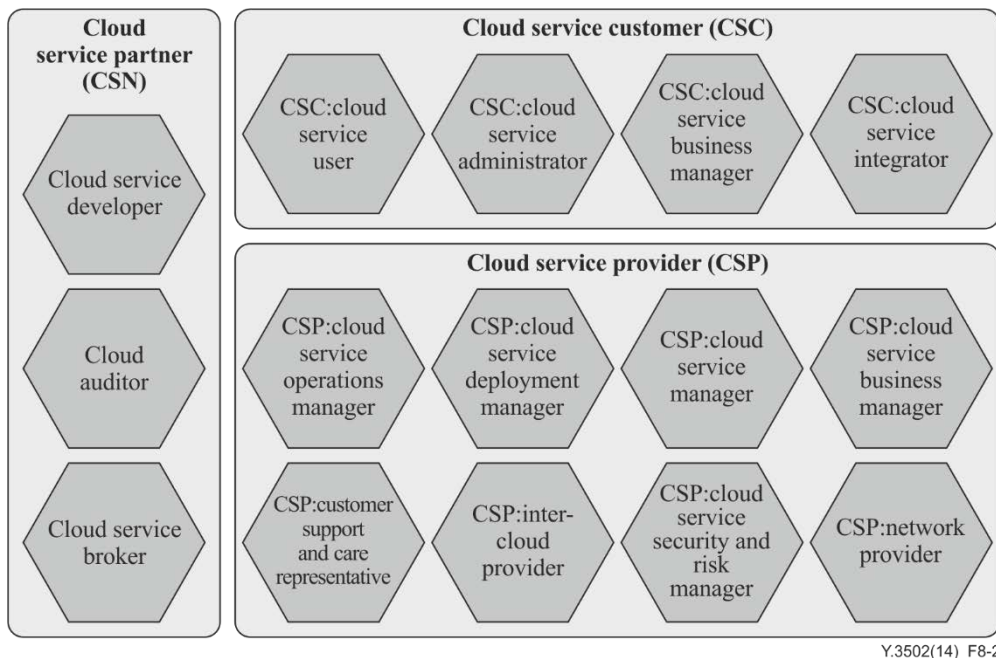 Cloud
service partner
(CSN)
Cloud service
developer
Cloud
auditor
Cloud service
broker
Cloud service customer (CSC)
CSC:cloud
service
user
CSC:cloud
service
administrator
CSC:cloud
service
business
manager
CSC:cloud
service
integrator
Cloud service provider (CSP)
CSP:cloud
service
operations
manager
CSP:cloud
service
deployment
manager
CSP:cloud
service
manager
CSP:cloud
service
business
manager
CSP:customer
support
and care
representative
CSP:inter-
cloud
provider
CSP:cloud
service
security and
risk
manager
CSP:network
provider
Y.3502(14)_F8-2